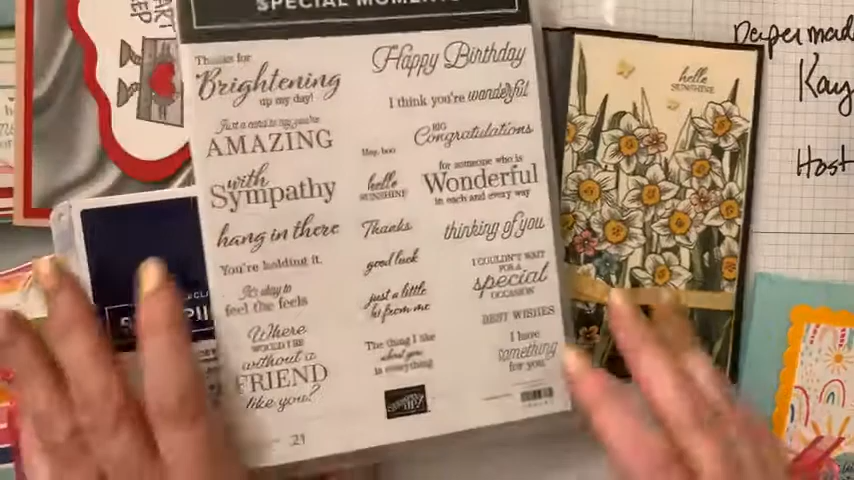 SPECIAL MOMENTS
Thanks for
Brightening
up my day!
Just a card to say you're
AMAZING
With
Sympathy
hang in there
You're holding it.
It's okay to
feel the feels
Where
WOULD I BE
without a
FRIEND
like you?
21
Hey, boo
hello
SUNSHINE
Thanks
good luck
just a little
hi from me
The thing I like
about you
is everything
STAMPIN' UP!
Happy Birthday
I think you're wonderful
BIG
Congratulations
for someone who is
Wonderful
in each and every way
thinking of you
I COULDN'T WAIT
FOR A
special
OCCASION
BEST WISHES
I have
something
for you
hello
SUNSHINE
Papermad
Kay
Host